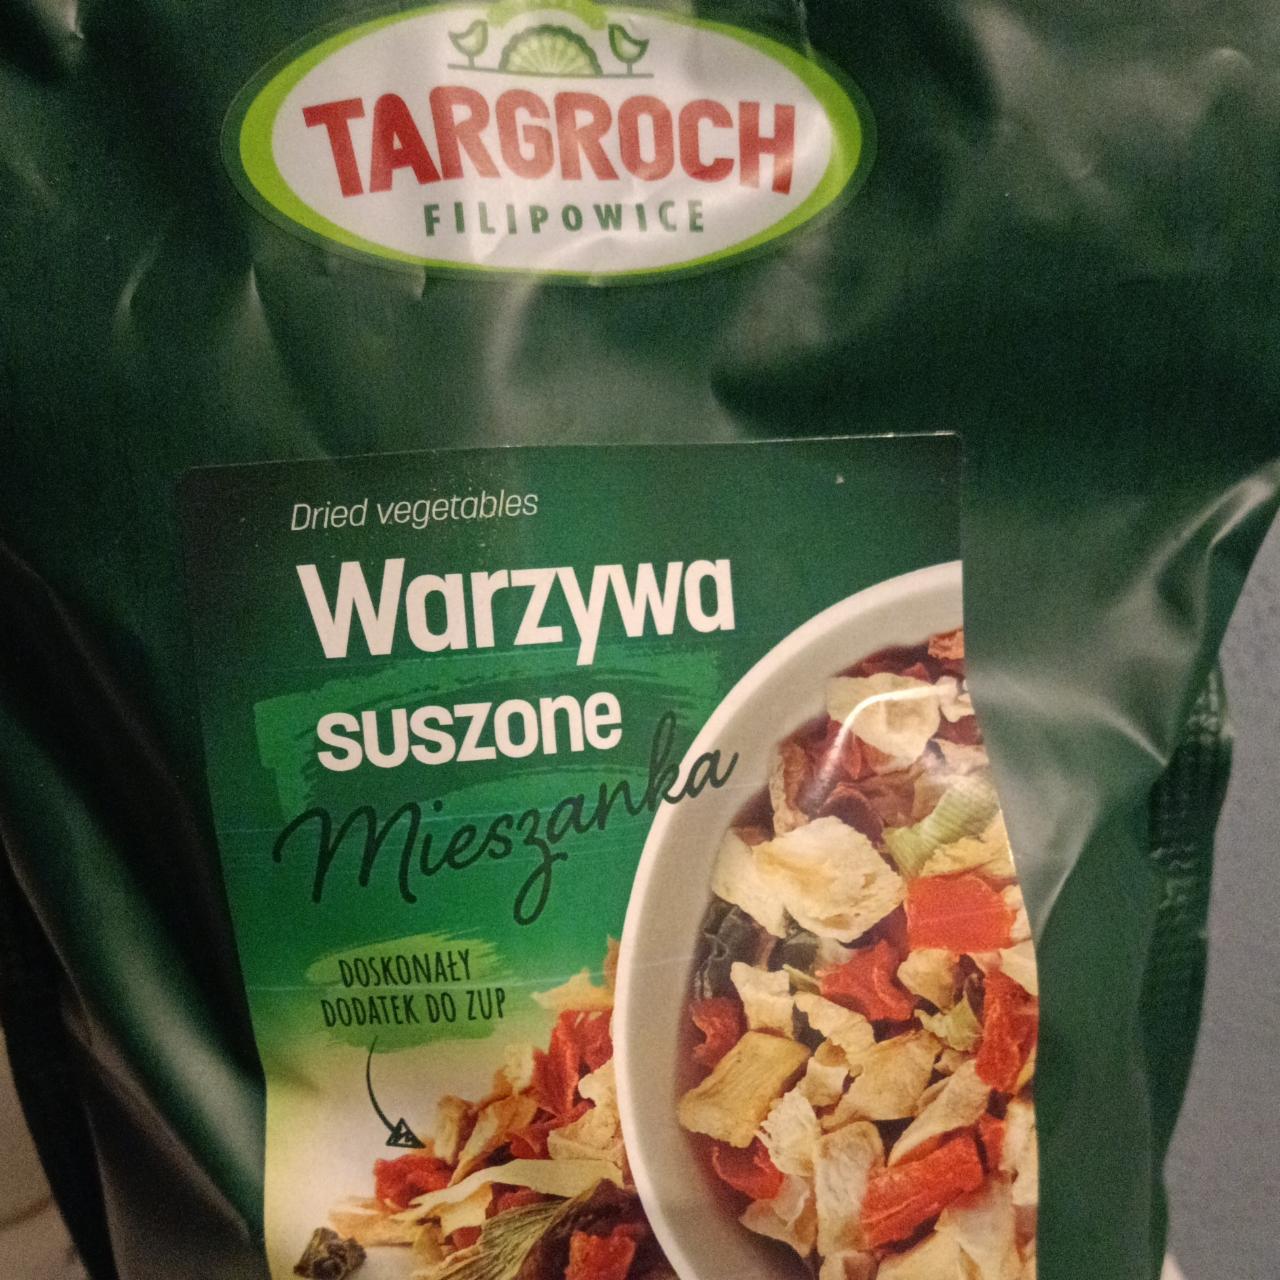 TARGROCH
FILIPOWICE
Dried vegetables
Warzywa
suszone
Mieszanka
DOSKONAŁY
DODATEK DO ZUP